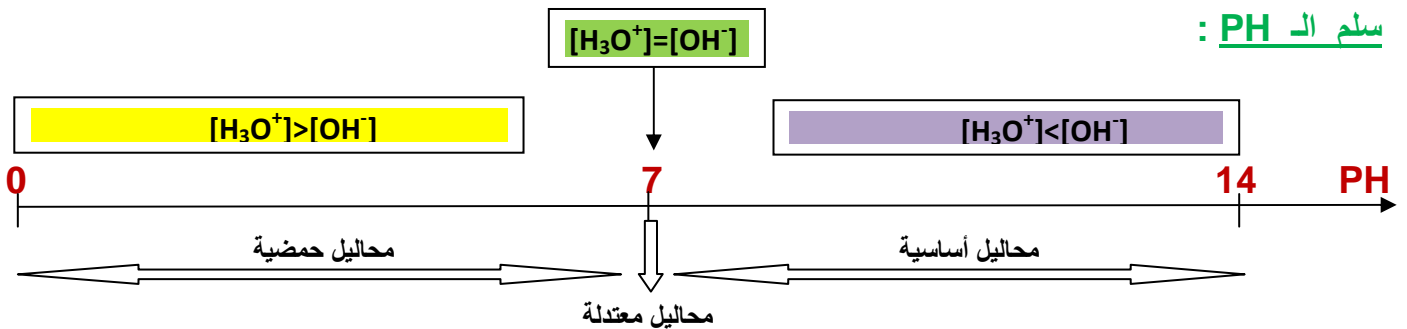 سلم الـ PH :
[H₃O⁺]=[OH⁻]
[H₃O⁺]>[OH⁻]
[H₃O⁺]<[OH⁻]
0 7 14 PH
محاليل حمضية
محاليل أساسية
محاليل معتدلة